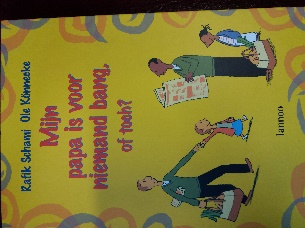 Rafik Schami Ole Könnecke
Mijn
papa is voor
niemand bang,
of toch?
lannoo